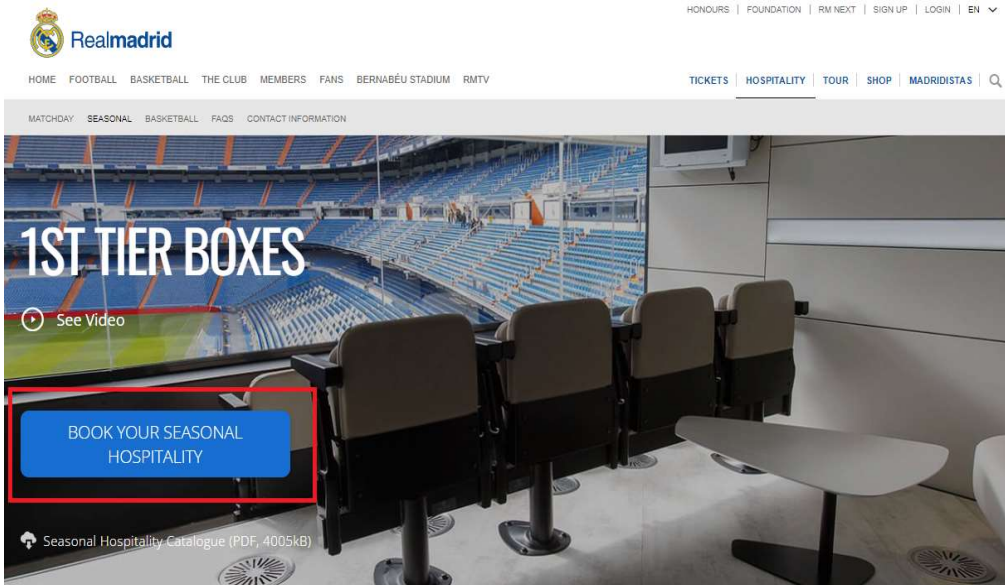 HONOURS | FOUNDATION | RM NEXT | SIGN UP | LOGIN | EN
Realmadrid
HOME FOOTBALL BASKETBALL THE CLUB MEMBERS FANS BERNABÉU STADIUM RMTV
TICKETS HOSPITALITY TOUR SHOP MADRIDISTAS
MATCHDAY SEASONAL BASKETBALL FAQS CONTACT INFORMATION
1ST TIER BOXES
See Video
BOOK YOUR SEASONAL
HOSPITALITY
Seasonal Hospitality Catalogue (PDF, 4005kB)